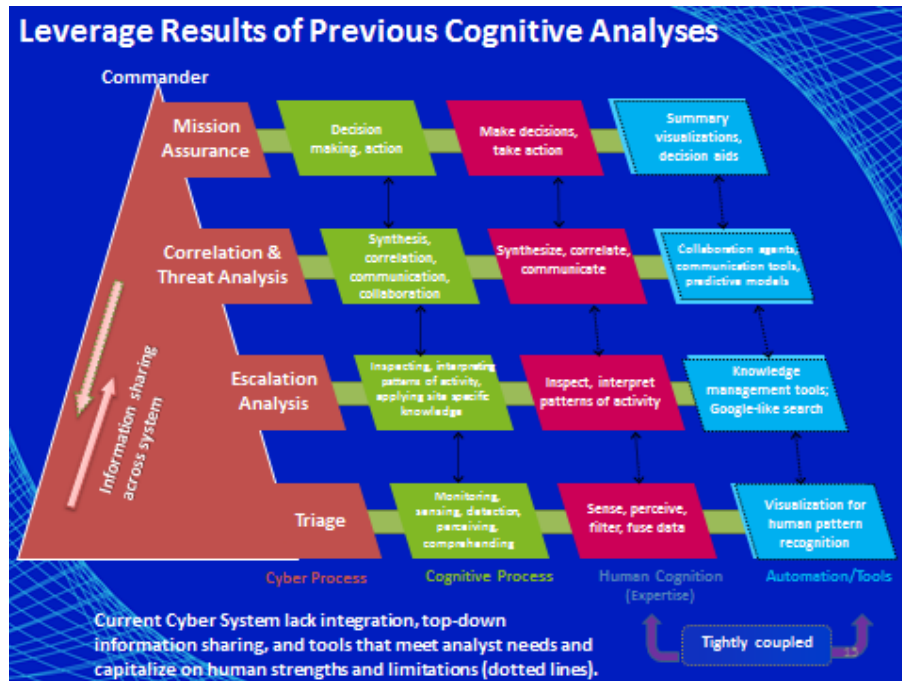 Leverage Results of Previous Cognitive Analyses
Commander
Mission
Assurance
Decision
making, action
Make decisions,
take action
Summary
visualizations,
decision aids
Correlation &
Threat Analysis
Synthesis,
correlation,
communication,
collaboration
Synthesize, correlate,
communicate
Collaboration agents,
communication tools,
predictive models
Escalation
Analysis
Inspecting, interpreting
patterns of activity,
applying site specific
knowledge
Inspect, interpret
patterns of activity
Knowledge
management tools;
Google-like search
Information sharing
across system
Triage
Monitoring,
sensing, detection,
perceiving,
comprehending
Sense, perceive,
filter, fuse data
Visualization for
human pattern
recognition
Cyber Process
Cognitive Process
Human Cognition
(Expertise)
Automation/Tools
Current Cyber System lack integration, top-down
information sharing, and tools that meet analyst needs and
capitalize on human strengths and limitations (dotted lines).
Tightly coupled
15